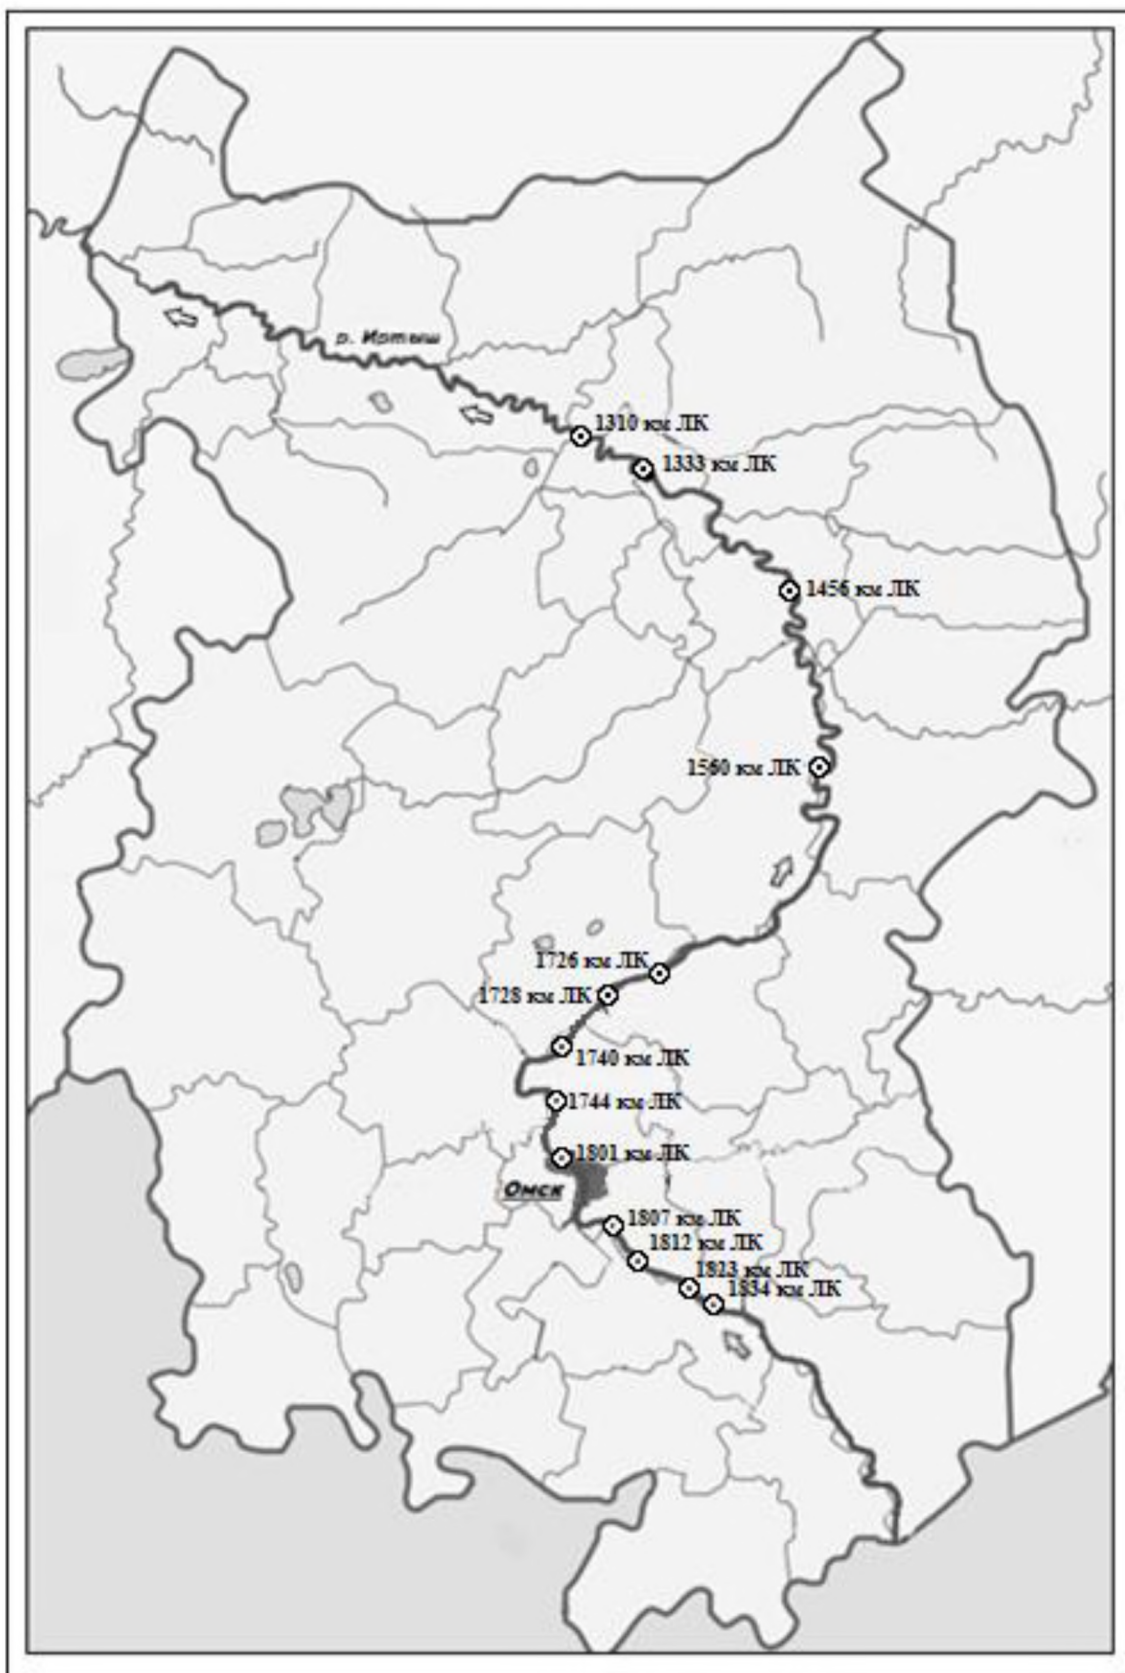 р. Иртыш
1310 км ЛК
1333 км ЛК
1456 км ЛК
1560 км ЛК
1726 км ЛК
1728 км ЛК
1740 км ЛК
1744 км ЛК
1801 км ЛК
Омск
1807 км ЛК
1812 км ЛК
1823 км ЛК
1834 км ЛК